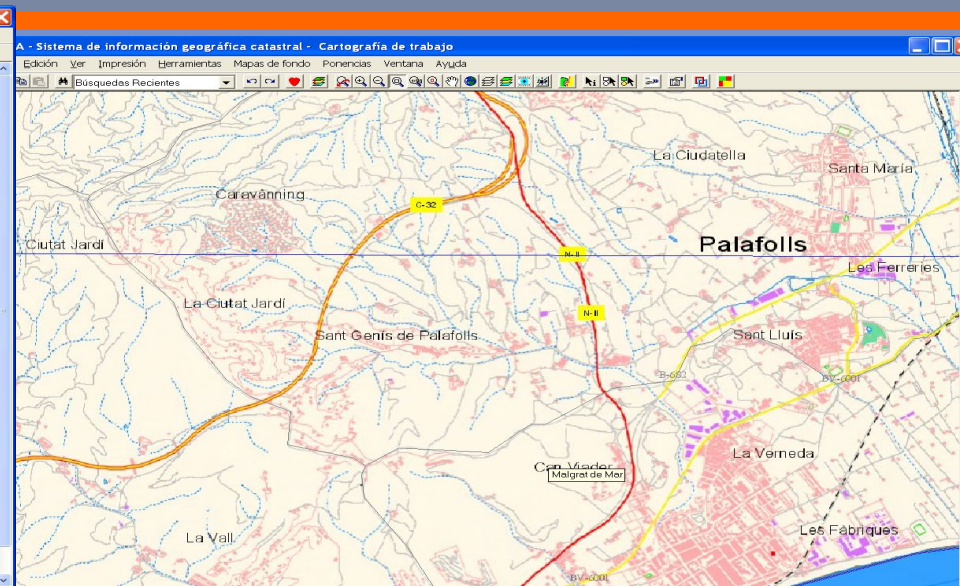 A - Sistema de información geográfica catastral - Cartografía de trabajo
Edición Ver Impresión Herramientas Mapas de fondo Ponencias Ventana Ayuda
Búsquedas Recientes
La Ciudatella
Santa Maria
Caravànning
C-32
Ciutat Jardí
Palafolls
N-II
Les Ferreries
La Ciutat Jardí
N-II
Sant Genís de Palafolls
Sant Lluís
B-682
BV-6001
La Verneda
Can Viader
Malgrat de Mar
Les Fàbriques
La Vall
BV-6001